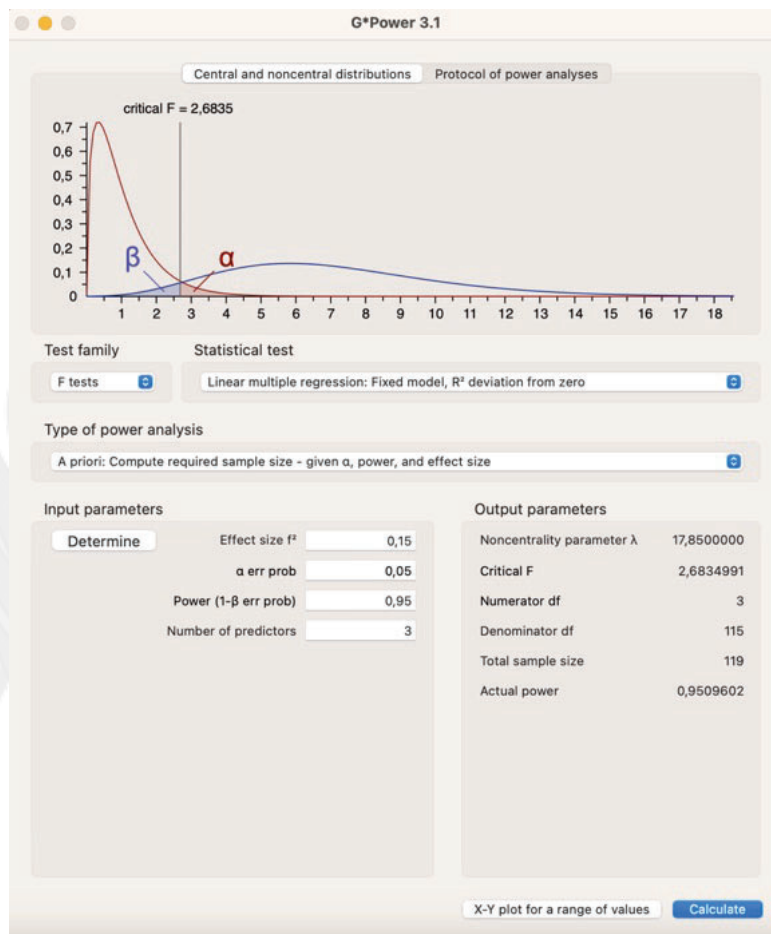 G*Power 3.1
Central and noncentral distributions Protocol of power analyses
critical F = 2,6835
0,7
0,6
0,5
0,4
0,3
0,2
0,1
0
β
α
1 2 3 4 5 6 7 8 9 10 11 12 13 14 15 16 17 18
Test family Statistical test
F tests Linear multiple regression: Fixed model, R² deviation from zero
Type of power analysis
A priori: Compute required sample size - given α, power, and effect size
Input parameters Output parameters
Determine Effect size f² 0,15 Noncentrality parameter λ 17,8500000
α err prob 0,05 Critical F 2,6834991
Power (1-β err prob) 0,95 Numerator df 3
Number of predictors 3 Denominator df 115
Total sample size 119
Actual power 0,9509602
X-Y plot for a range of values Calculate